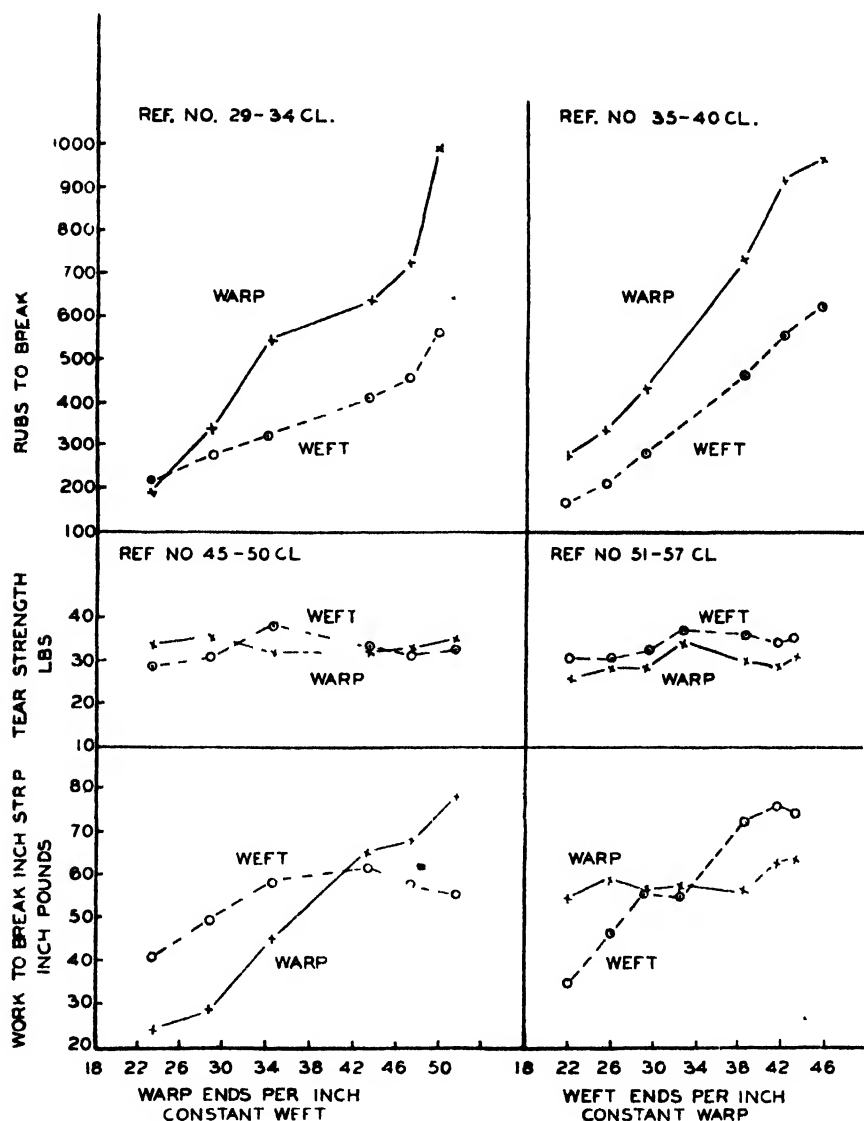 REF. NO. 29-34 CL.
REF. NO 35-40 CL.
1000
900
800
700
600
500
400
300
200
100
RUBS TO BREAK
WARP
WEFT
WARP
WEFT
REF NO 45-50 CL
REF NO 51-57 CL
40
30
20
10
TEAR STRENGTH
LBS
WEFT
WARP
WEFT
WARP
80
70
60
50
40
30
20
WORK TO BREAK INCH STRP
INCH POUNDS
WEFT
WARP
WARP
WEFT
18 22 26 30 34 38 42 46 50
18 22 26 30 34 38 42 46
WARP ENDS PER INCH
CONSTANT WEFT
WEFT ENDS PER INCH
CONSTANT WARP